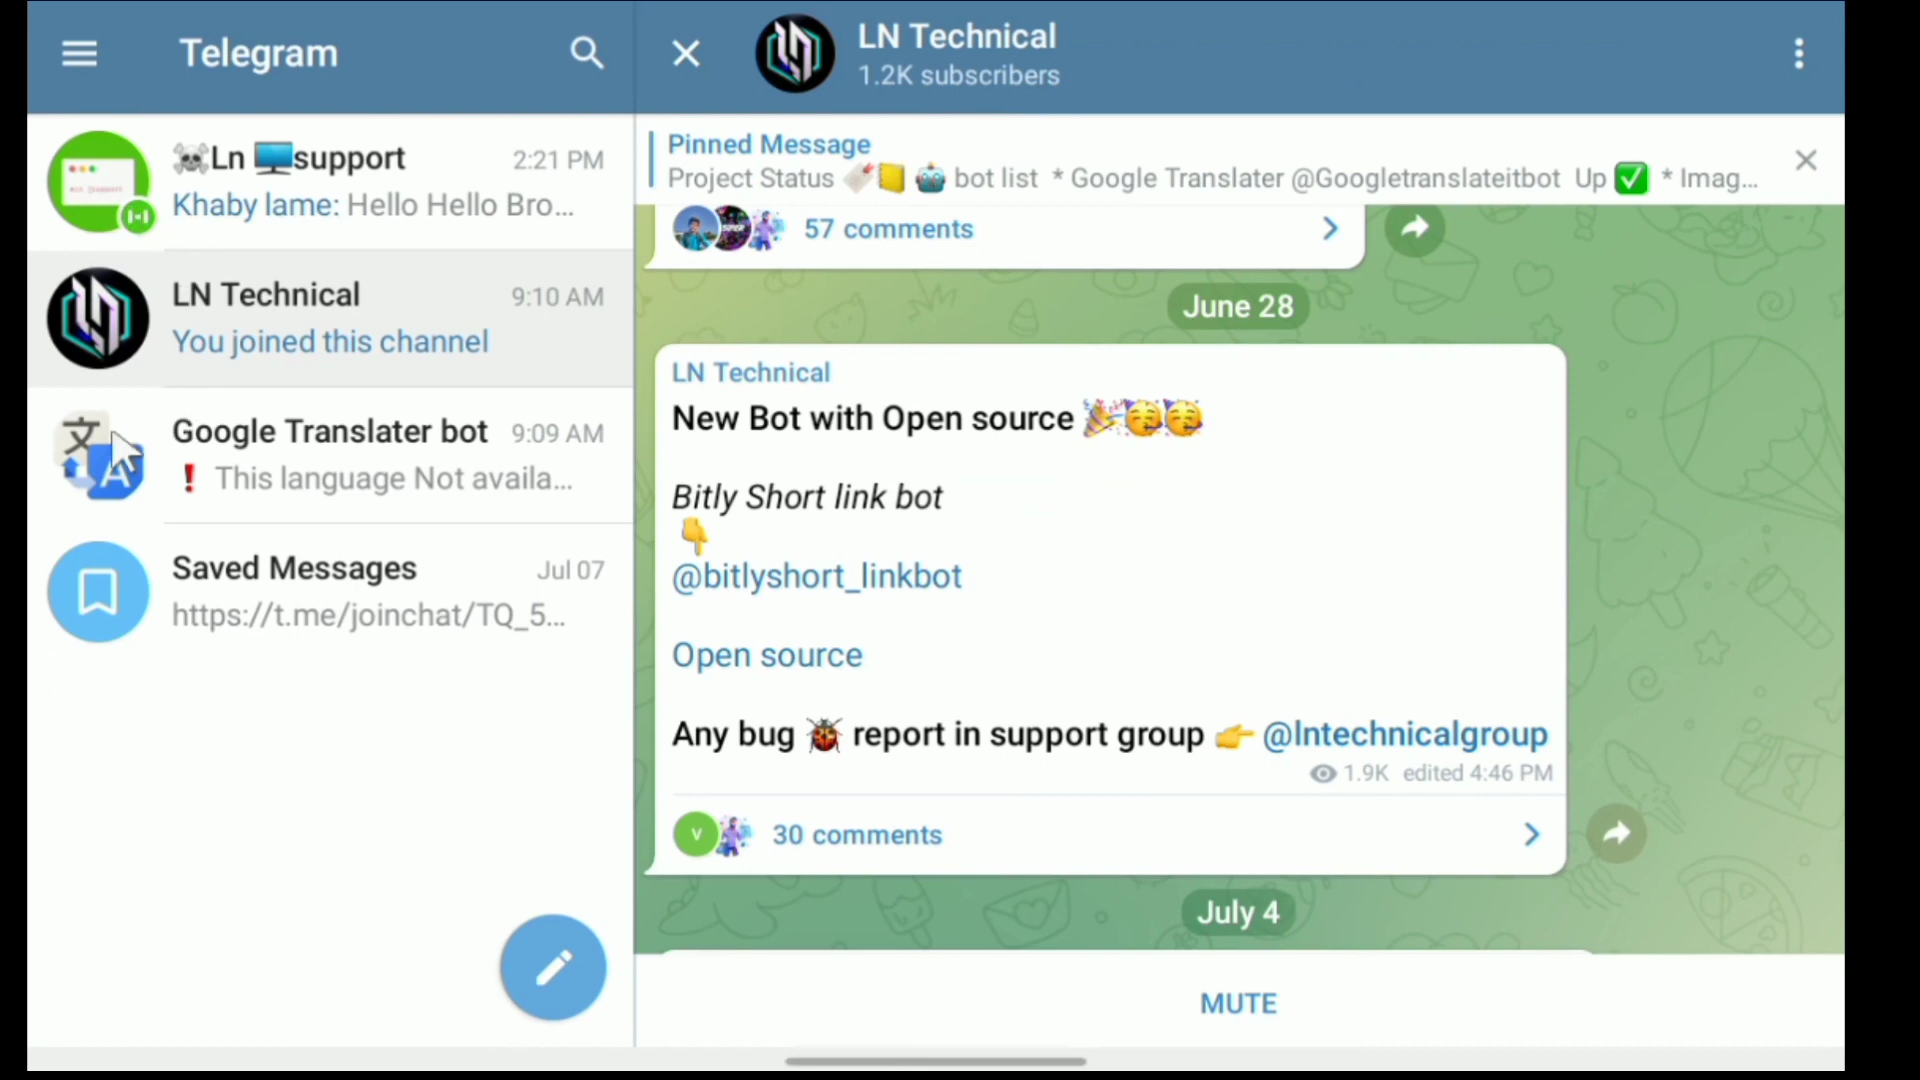 Telegram
☠️Ln 🖥️support
2:21 PM
Khaby lame: Hello Hello Bro...
LN Technical
9:10 AM
You joined this channel
Google Translater bot
9:09 AM
❗ This language Not availa...
Saved Messages
Jul 07
https://t.me/joinchat/TQ_5...
LN Technical
1.2K subscribers
Pinned Message
Project Status 🤖 bot list * Google Translater @Googletranslateitbot Up ✅ * Imag...
57 comments
June 28
LN Technical
New Bot with Open source 🎉🥳🥳
Bitly Short link bot
👇
@bitlyshort_linkbot
Open source
Any bug 🐞 report in support group 👉 @lntechnicalgroup
1.9K edited 4:46 PM
V
30 comments
July 4
MUTE